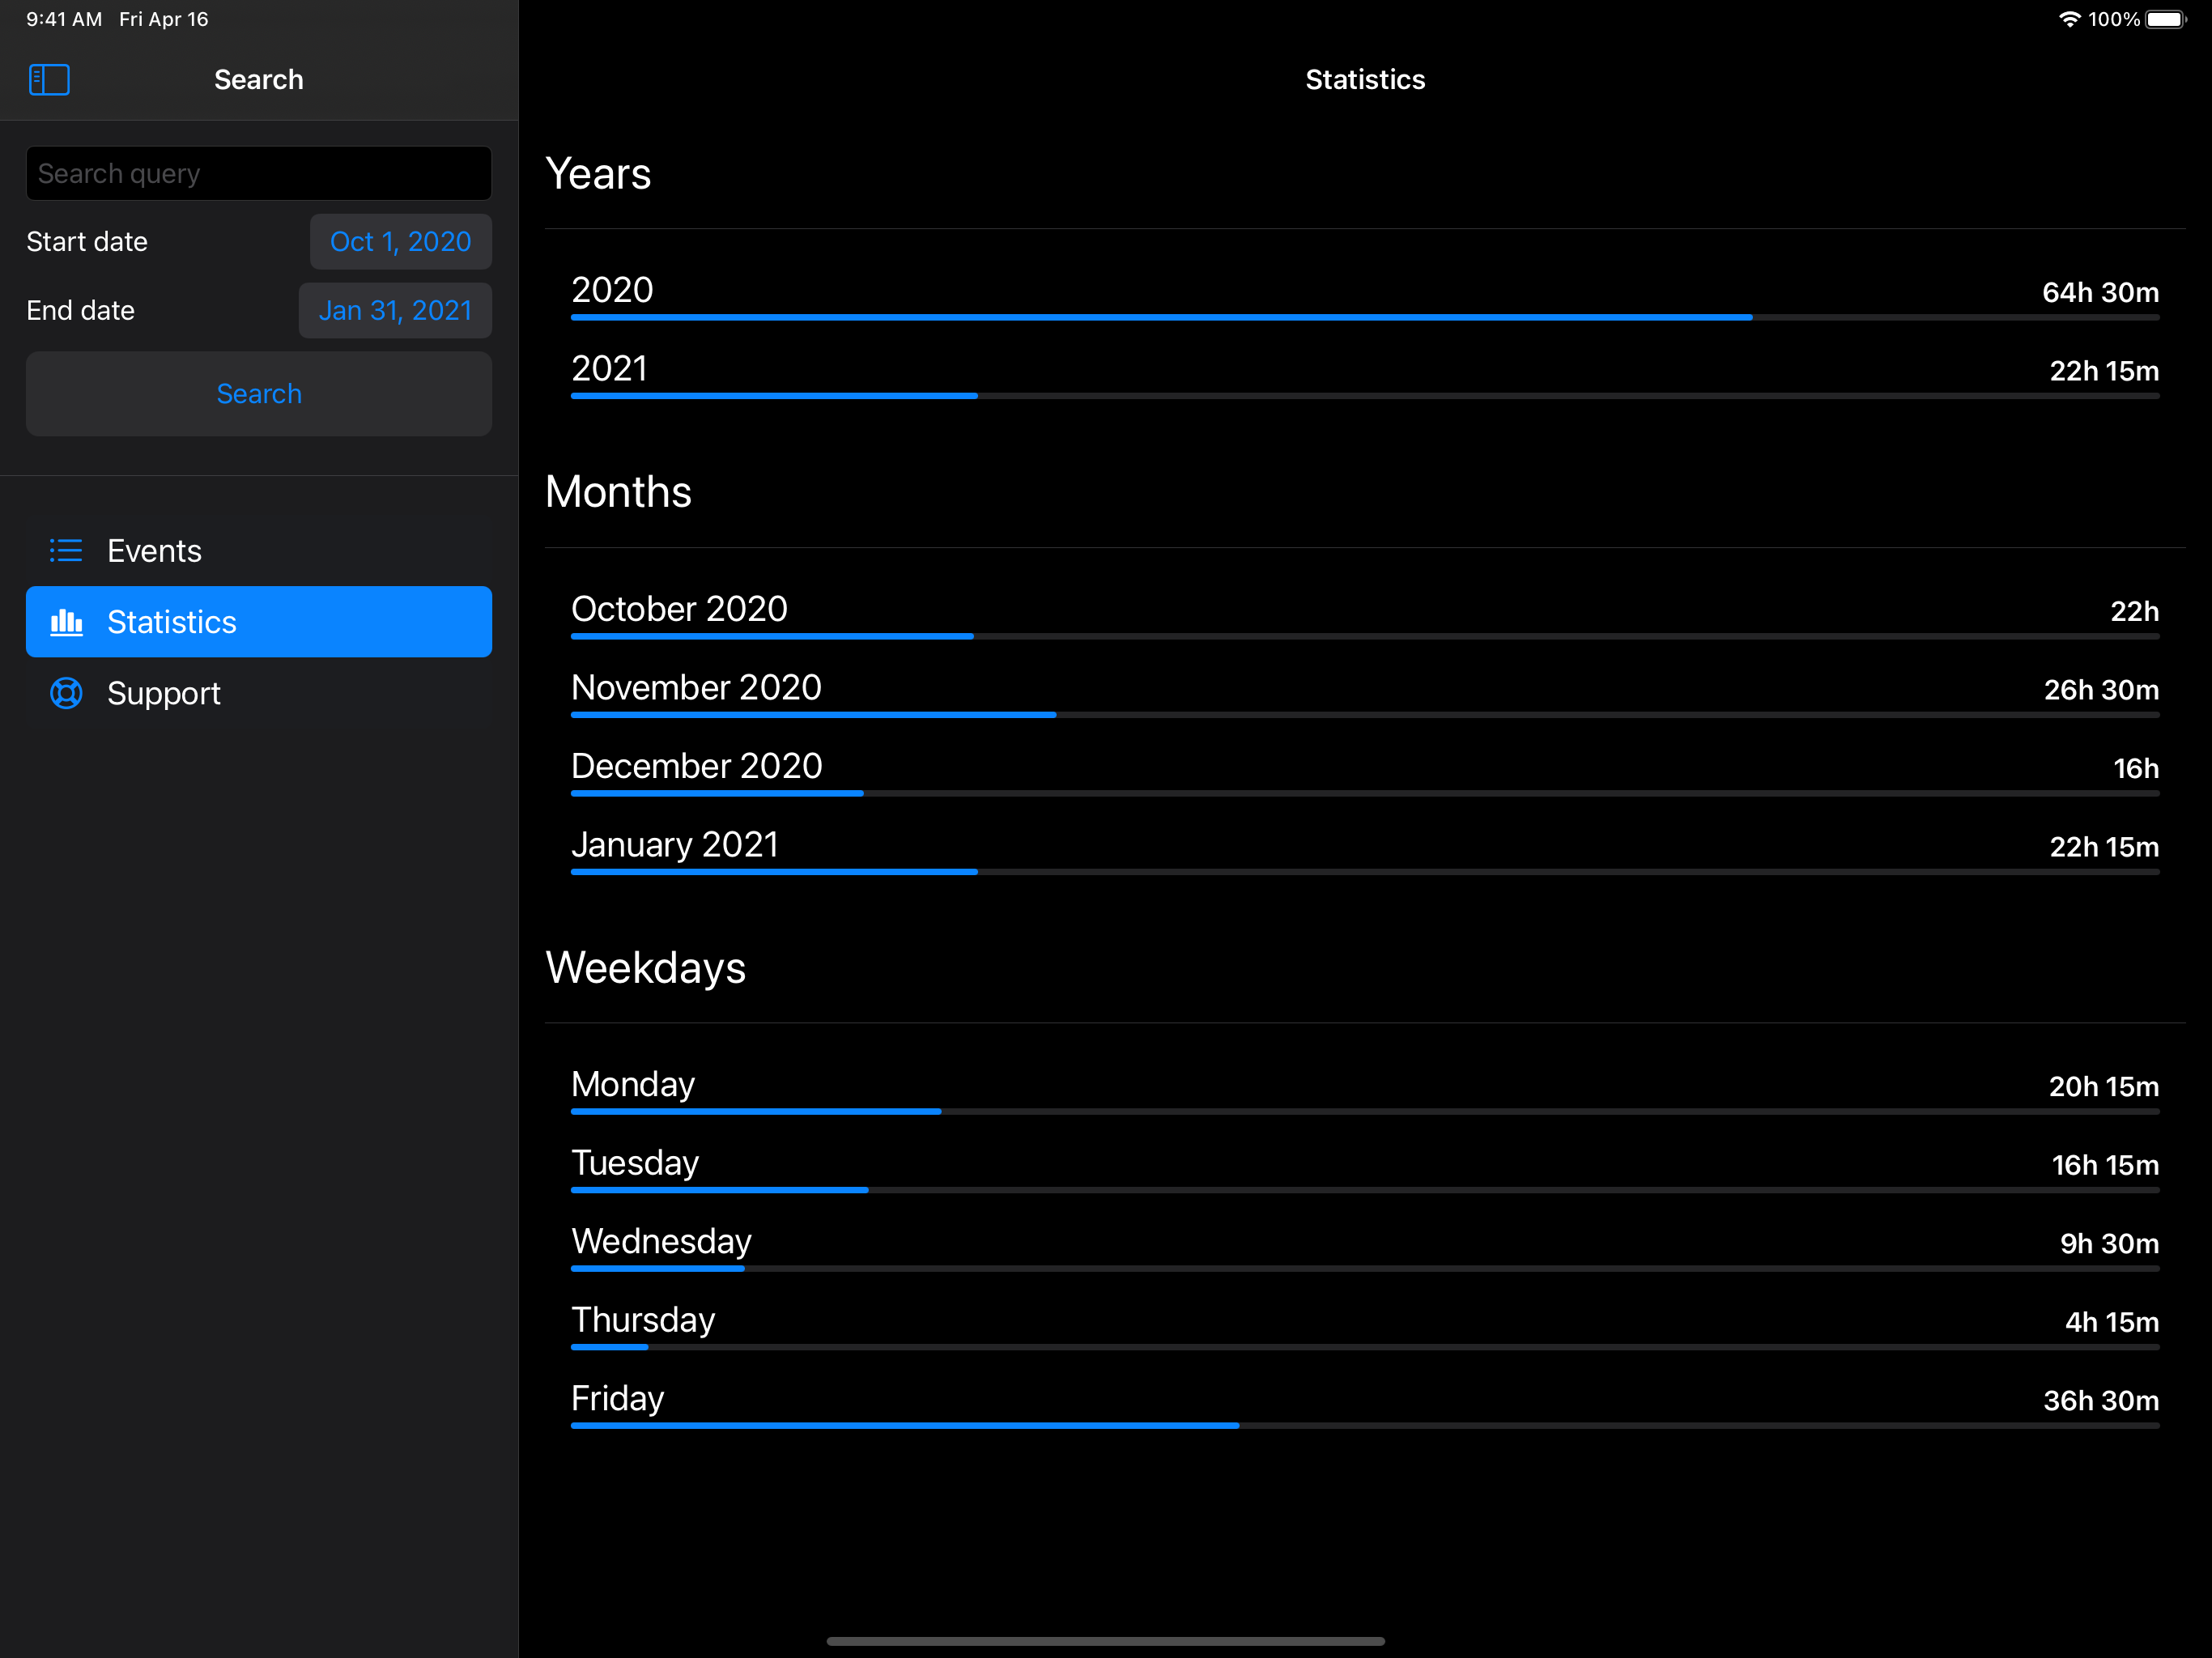 9:41 AM Fri Apr 16
100%
Search
Search query
Start date Oct 1, 2020
End date Jan 31, 2021
Search
Events
Statistics
Support
Statistics
Years
2020 64h 30m
2021 22h 15m
Months
October 2020 22h
November 2020 26h 30m
December 2020 16h
January 2021 22h 15m
Weekdays
Monday 20h 15m
Tuesday 16h 15m
Wednesday 9h 30m
Thursday 4h 15m
Friday 36h 30m